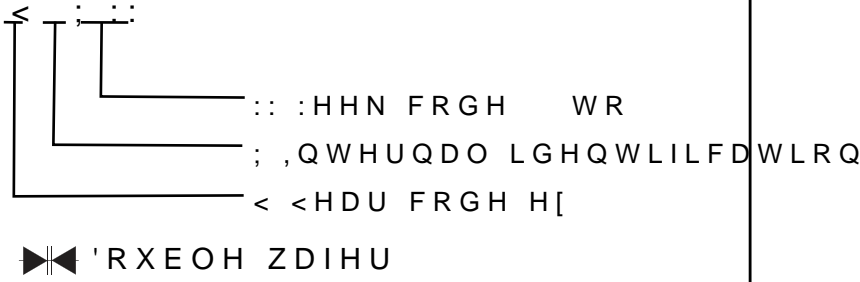 < ; ::
:: :HHN FRGH WR
; ,QWHUQDO LGHQWLILFDWLRQ
< <HDU FRGH H[
'RXEOH ZDIHU